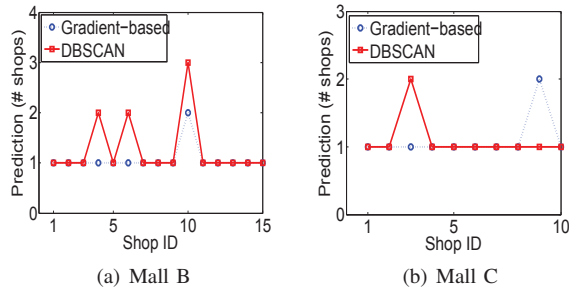 4
3
2
1
0
Prediction (# shops)
Gradient-based
DBSCAN
1 5 10 15
Shop ID
(a) Mall B
3
2
1
0
Prediction (# shops)
Gradient-based
DBSCAN
1 5 10
Shop ID
(b) Mall C